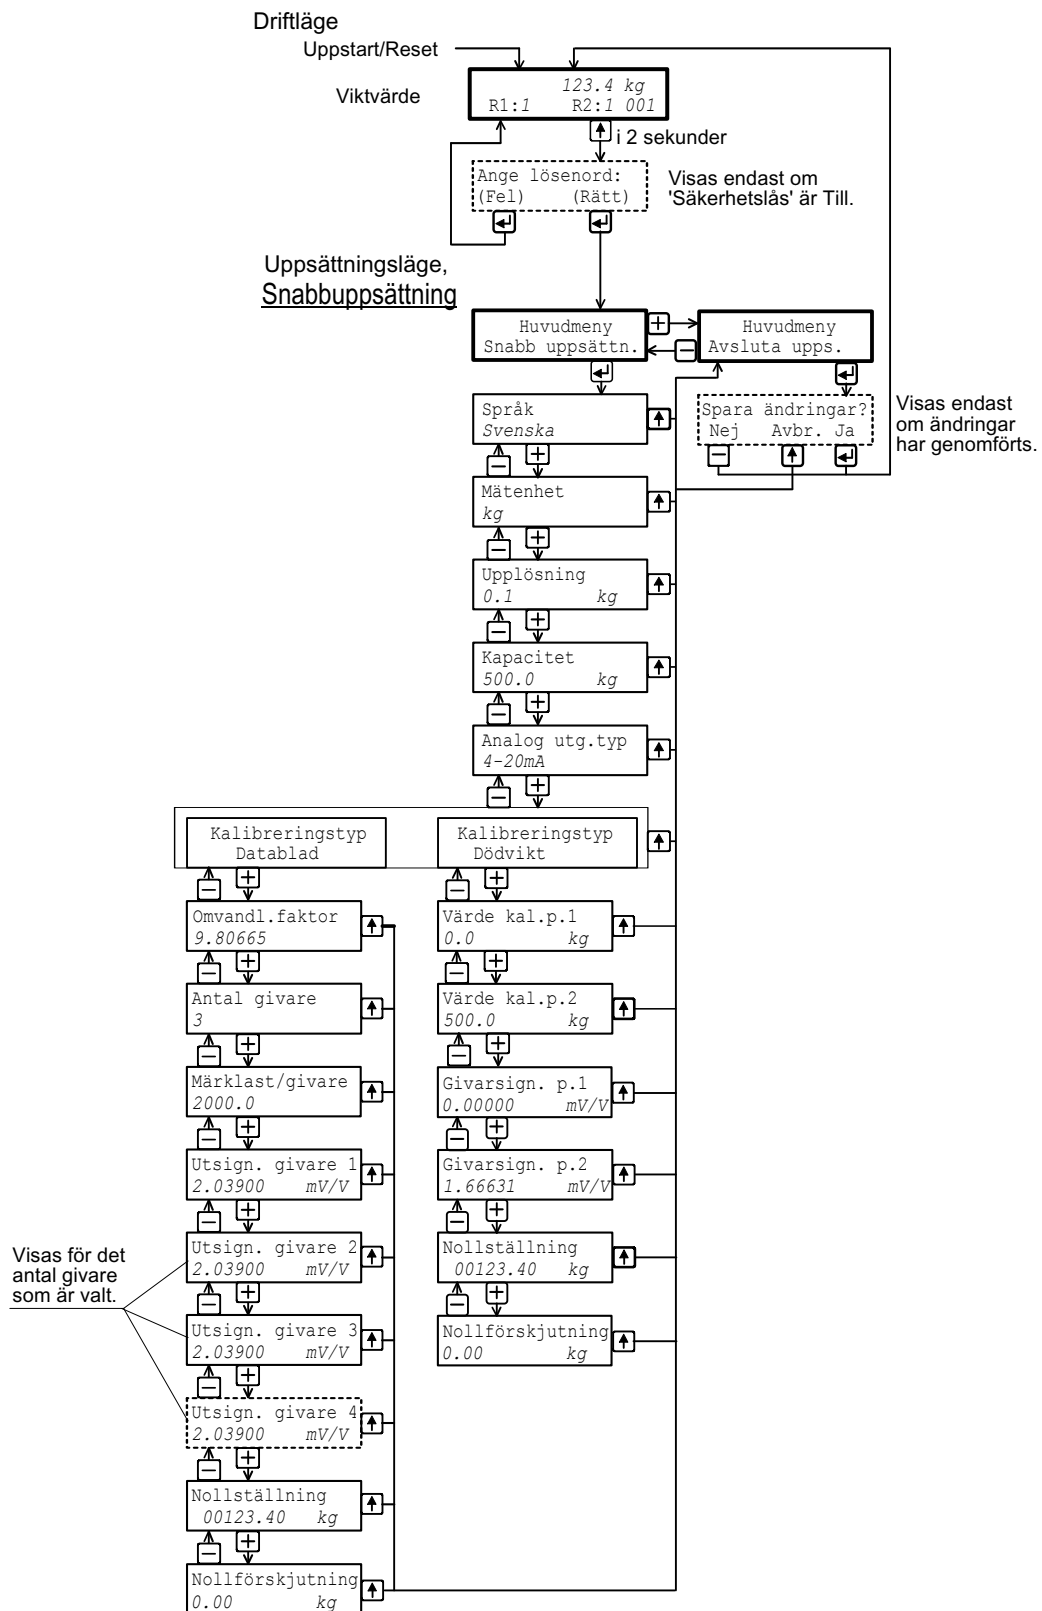 Driftläge
Uppstart/Reset
Viktvärde
123.4 kg
R1:1 R2:1 001
i 2 sekunder
Ange lösenord:
(Fel) (Rätt)
Visas endast om
'Säkerhetslås' är Till.
Uppsättningsläge,
Snabbuppsättning
Huvudmeny
Snabb uppsättn.
Huvudmeny
Avsluta upps.
Spara ändringar?
Nej Avbr. Ja
Visas endast
om ändringar
har genomförts.
Språk
Svenska
Mätenhet
kg
Upplösning
0.1 kg
Kapacitet
500.0 kg
Analog utg.typ
4-20mA
Kalibreringstyp
Datablad
Kalibreringstyp
Dödvikt
Omvandl.faktor
9.80665
Antal givare
3
Märklast/givare
2000.0
Utsign. givare 1
2.03900 mV/V
Utsign. givare 2
2.03900 mV/V
Utsign. givare 3
2.03900 mV/V
Utsign. givare 4
2.03900 mV/V
Nollställning
00123.40 kg
Nollförskjutning
0.00 kg
Visas för det
antal givare
som är valt.
Värde kal.p.1
0.0 kg
Värde kal.p.2
500.0 kg
Givarsign. p.1
0.00000 mV/V
Givarsign. p.2
1.66631 mV/V
Nollställning
00123.40 kg
Nollförskjutning
0.00 kg